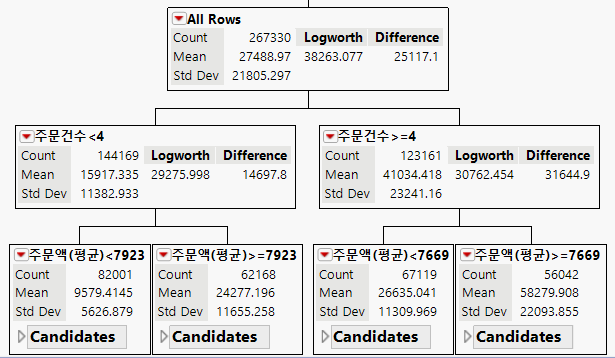 All Rows
Count 267330 Logworth Difference
Mean 27488.97 38263.077 25117.1
Std Dev 21805.297
주문건수<4
Count 144169 Logworth Difference
Mean 15917.335 29275.998 14697.8
Std Dev 11382.933
주문건수>=4
Count 123161 Logworth Difference
Mean 41034.418 30762.454 31644.9
Std Dev 23241.16
주문액(평균)<7923
Count 82001
Mean 9579.4145
Std Dev 5626.879
Candidates
주문액(평균)>=7923
Count 62168
Mean 24277.196
Std Dev 11655.258
Candidates
주문액(평균)<7669
Count 67119
Mean 26635.041
Std Dev 11309.969
Candidates
주문액(평균)>=7669
Count 56042
Mean 58279.908
Std Dev 22093.855
Candidates